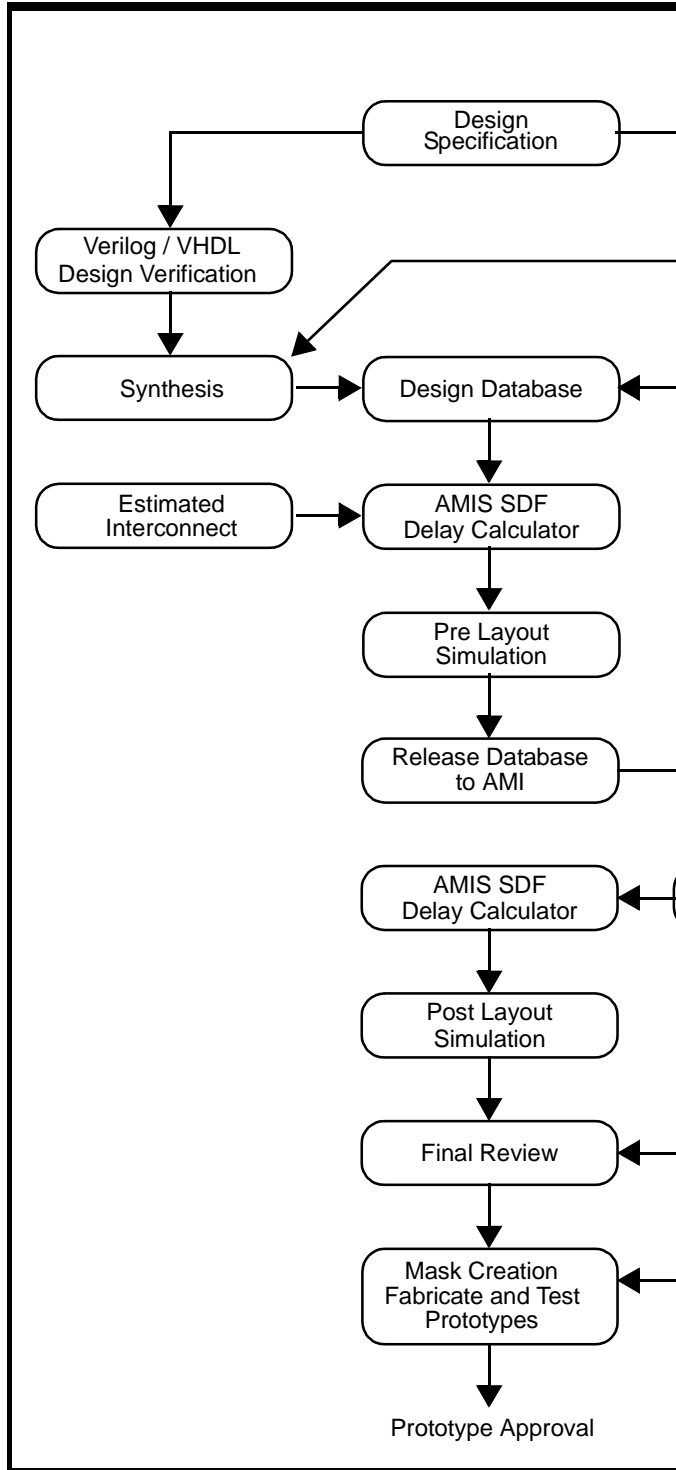 Design
Specification
Verilog / VHDL
Design Verification
Synthesis
Design Database
Estimated
Interconnect
AMIS SDF
Delay Calculator
Pre Layout
Simulation
Release Database
to AMI
AMIS SDF
Delay Calculator
Post Layout
Simulation
Final Review
Mask Creation
Fabricate and Test
Prototypes
Prototype Approval